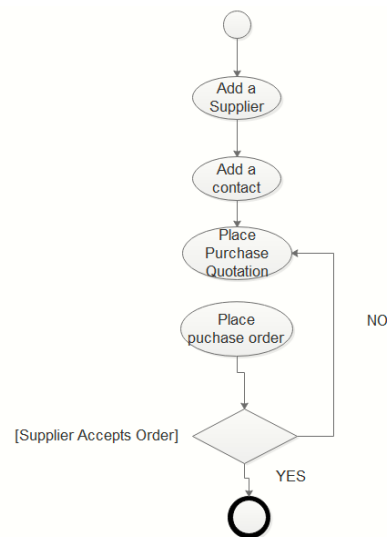 Add a
Supplier
Add a
contact
Place
Purchase
Quotation
Place
puchase order
NO
[Supplier Accepts Order]
YES